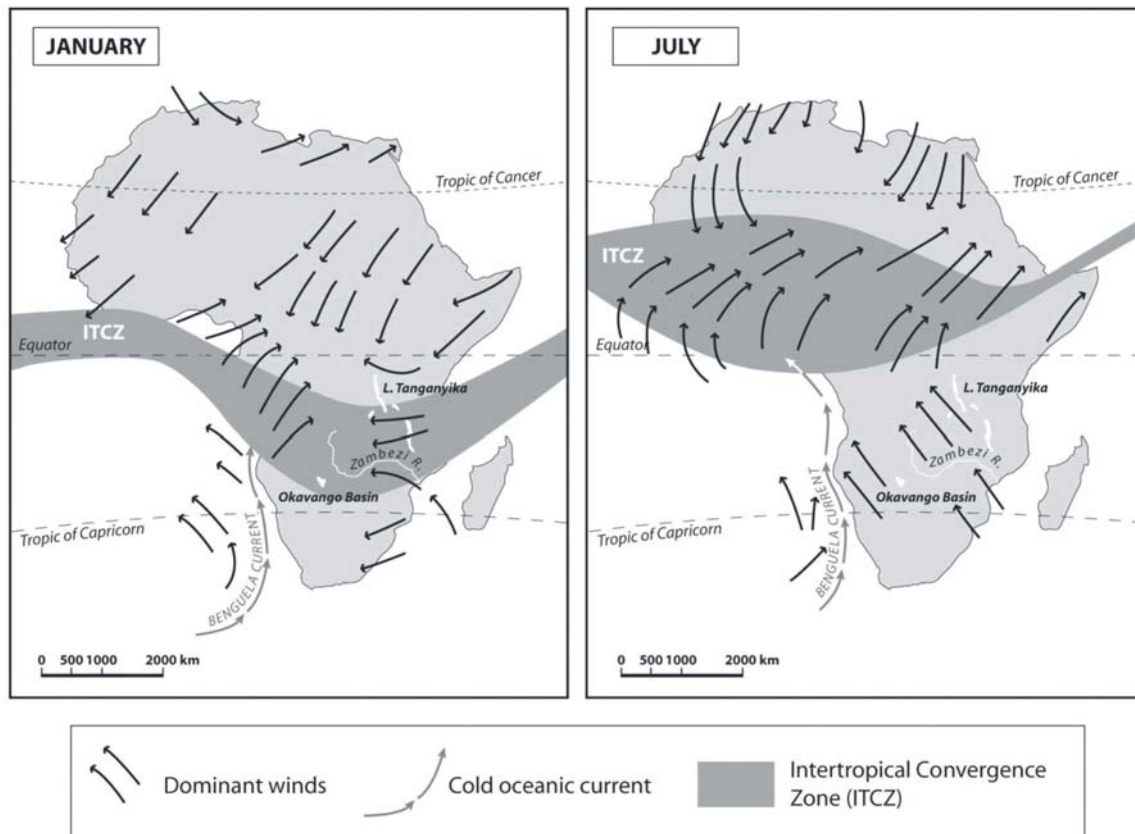 JANUARY
Tropic of Cancer
ITCZ
Equator
L. Tanganyika
Zambezi R.
Okavango Basin
Tropic of Capricorn
BENGUELA CURRENT
0 500 1000 2000 km
JULY
Tropic of Cancer
ITCZ
Equator
L. Tanganyika
Zambezi R.
Okavango Basin
Tropic of Capricorn
BENGUELA CURRENT
0 500 1000 2000 km
Dominant winds
Cold oceanic current
Intertropical Convergence
Zone (ITCZ)